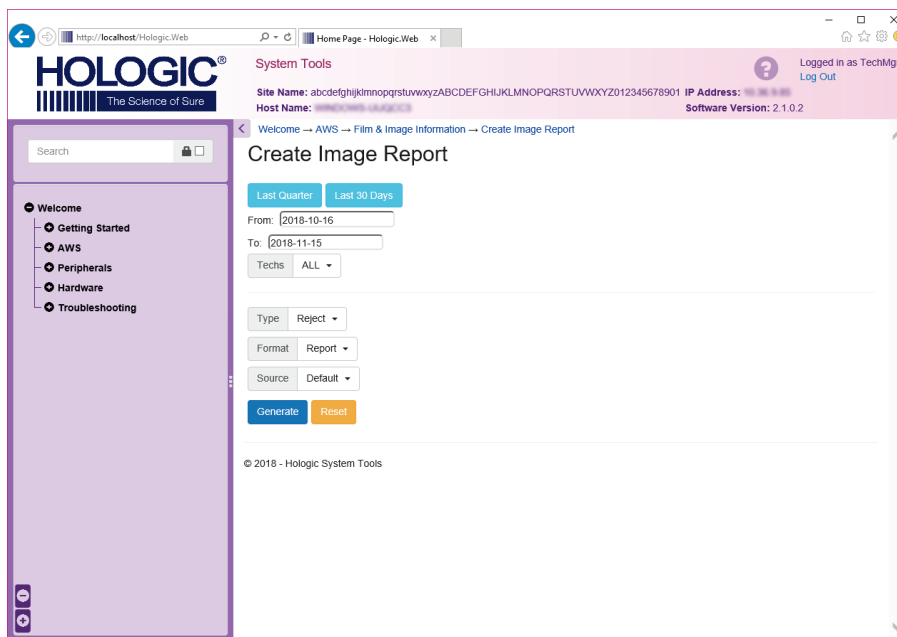 http://localhost/Hologic.Web
Home Page - Hologic.Web
HOLOGIC®
The Science of Sure
System Tools
Logged in as TechMg
Log Out
Site Name: abcdefghijklmnopqrstuvwxyzABCDEFGHIJKLMNOPQRSTUVWXYZ012345678901 IP Address:
Host Name:
Software Version: 2.1.0.2
Search
Welcome
Getting Started
AWS
Peripherals
Hardware
Troubleshooting
Welcome → AWS → Film & Image Information → Create Image Report
Create Image Report
Last Quarter Last 30 Days
From: 2018-10-16
To: 2018-11-15
Techs ALL
Type Reject
Format Report
Source Default
Generate Reset
© 2018 - Hologic System Tools